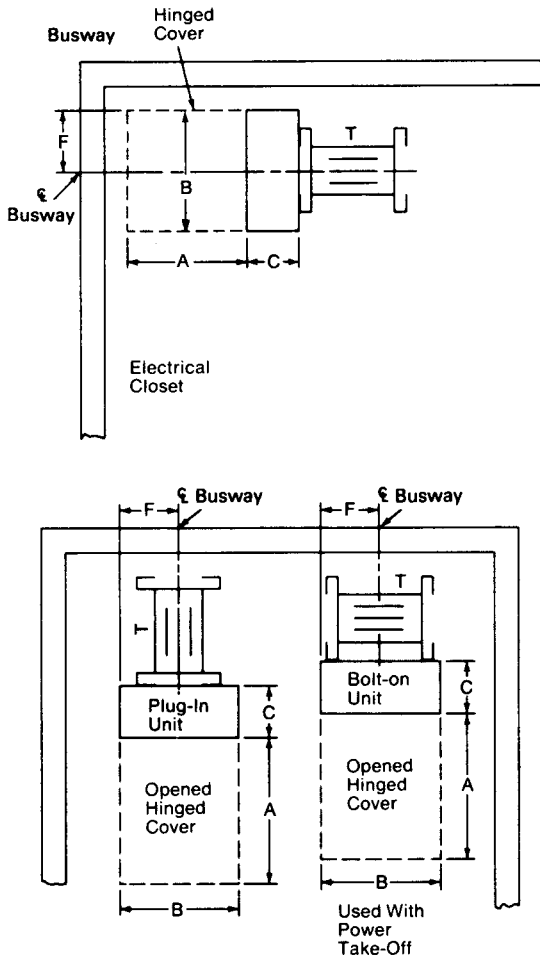 Hinged
Cover
Busway
T
F
B
℄
Busway
A
C
Electrical
Closet
℄ Busway
℄ Busway
F
F
T
T
Plug-In
Unit
C
Bolt-on
Unit
C
Opened
Hinged
Cover
A
Opened
Hinged
Cover
A
B
B
Used With
Power
Take-Off